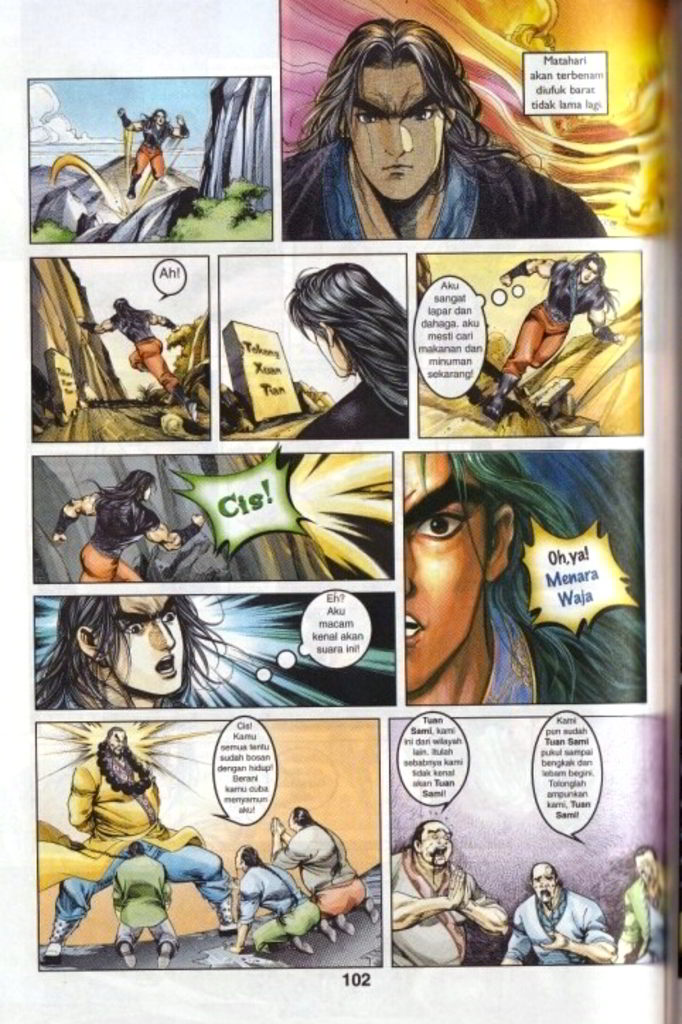 Matahari
akan terbenam
diufuk barat
tidak lama lagi.
Ah!
Tokong
Xuan
Tian
Aku
sangat
lapar dan
dahaga. aku
mesti cari
makanan dan
minuman
sekarang!
Cis!
Oh,ya!
Menara
Waja
Eh?
Aku
macam
kenal akan
suara ini!
Cis!
Kamu
semua tentu
sudah bosan
dengan hidup!
Berani
kamu cuba
menyamun
aku!
Tuan
Sami, kami
ini dari wilayah
lain. Itulah
sebabnya kami
tidak kenal
akan Tuan
Sami!
Kami
pun sudah
Tuan Sami
pukul sampai
bengkak dan
lebam begini.
Tolonglah
ampunkan
kami, Tuan
Sami!
102